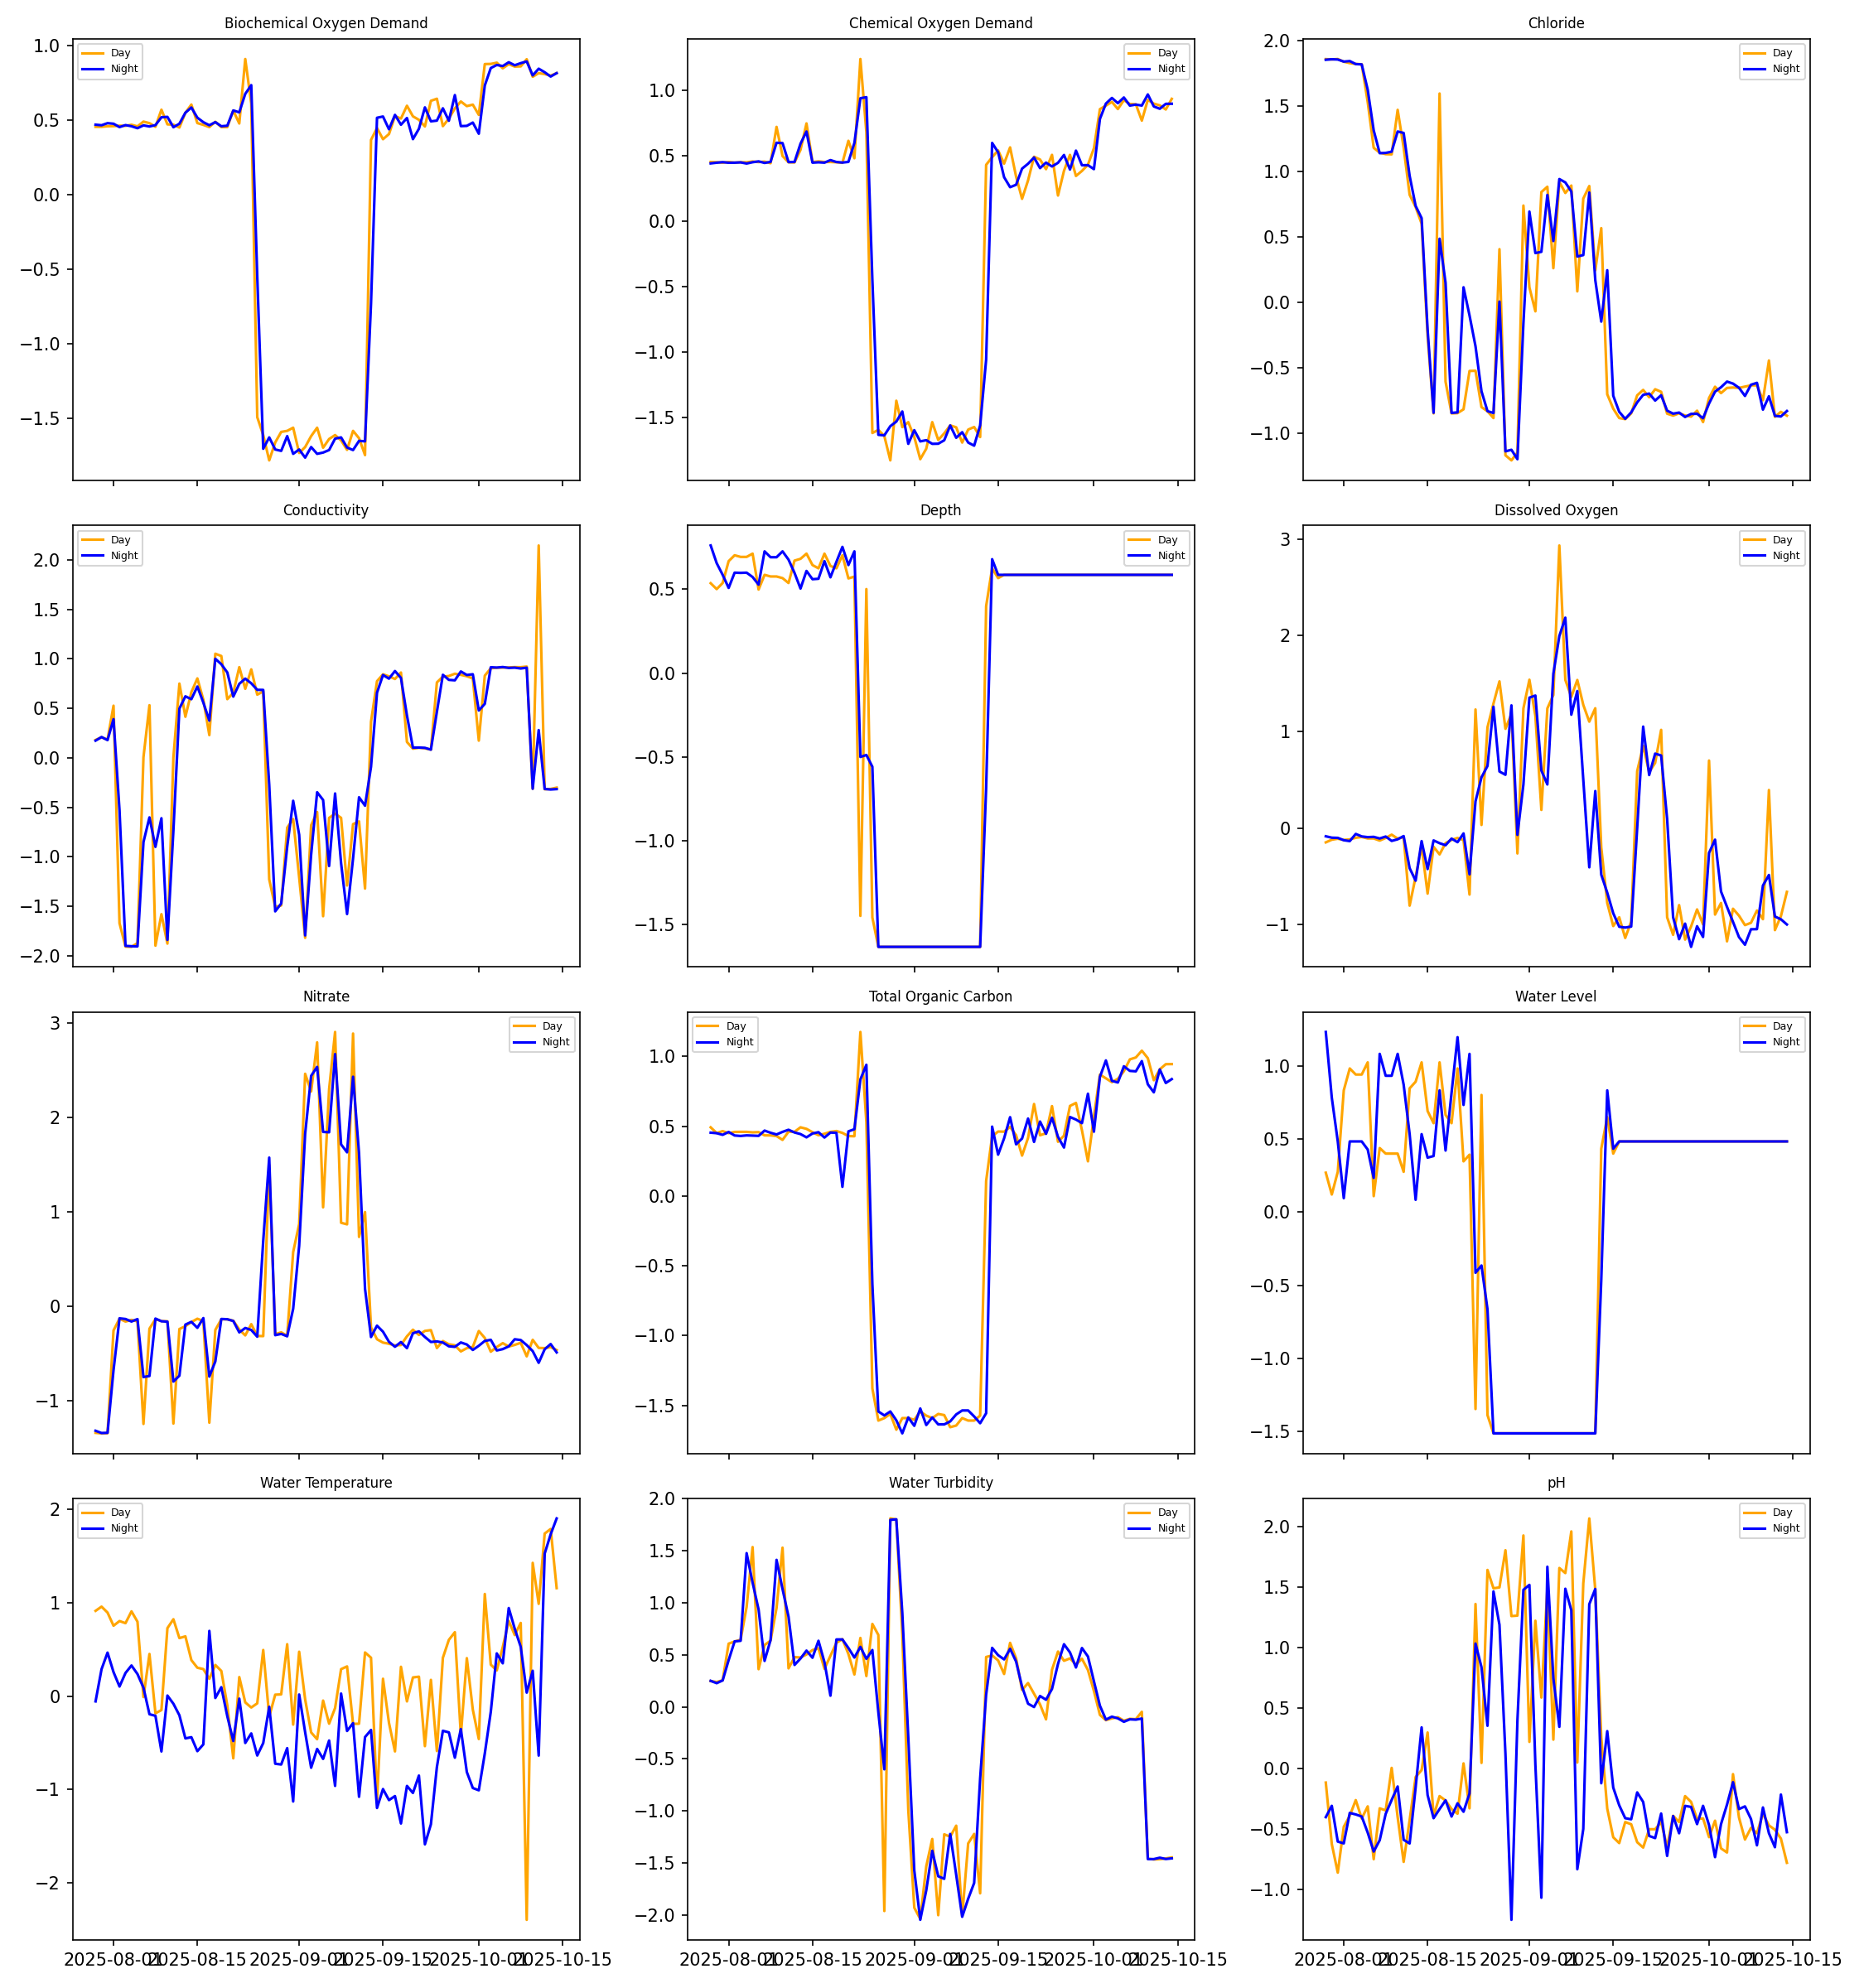 Biochemical Oxygen Demand
Day
Night
1.0
0.5
0.0
−0.5
−1.0
−1.5
Chemical Oxygen Demand
Day
Night
1.0
0.5
0.0
−0.5
−1.0
−1.5
Chloride
Day
Night
2.0
1.5
1.0
0.5
0.0
−0.5
−1.0
Conductivity
Day
Night
2.0
1.5
1.0
0.5
0.0
−0.5
−1.0
−1.5
−2.0
Depth
Day
Night
0.5
0.0
−0.5
−1.0
−1.5
Dissolved Oxygen
Day
Night
3
2
1
0
−1
Nitrate
Day
Night
3
2
1
0
−1
Total Organic Carbon
Day
Night
1.0
0.5
0.0
−0.5
−1.0
−1.5
Water Level
Day
Night
1.0
0.5
0.0
−0.5
−1.0
−1.5
Water Temperature
Day
Night
2
1
0
−1
−2
2025-08-01 2025-08-15 2025-09-01 2025-09-15 2025-10-01 2025-10-15
Water Turbidity
Day
Night
2.0
1.5
1.0
0.5
0.0
−0.5
−1.0
−1.5
−2.0
2025-08-01 2025-08-15 2025-09-01 2025-09-15 2025-10-01 2025-10-15
pH
Day
Night
2.0
1.5
1.0
0.5
0.0
−0.5
−1.0
2025-08-01 2025-08-15 2025-09-01 2025-09-15 2025-10-01 2025-10-15